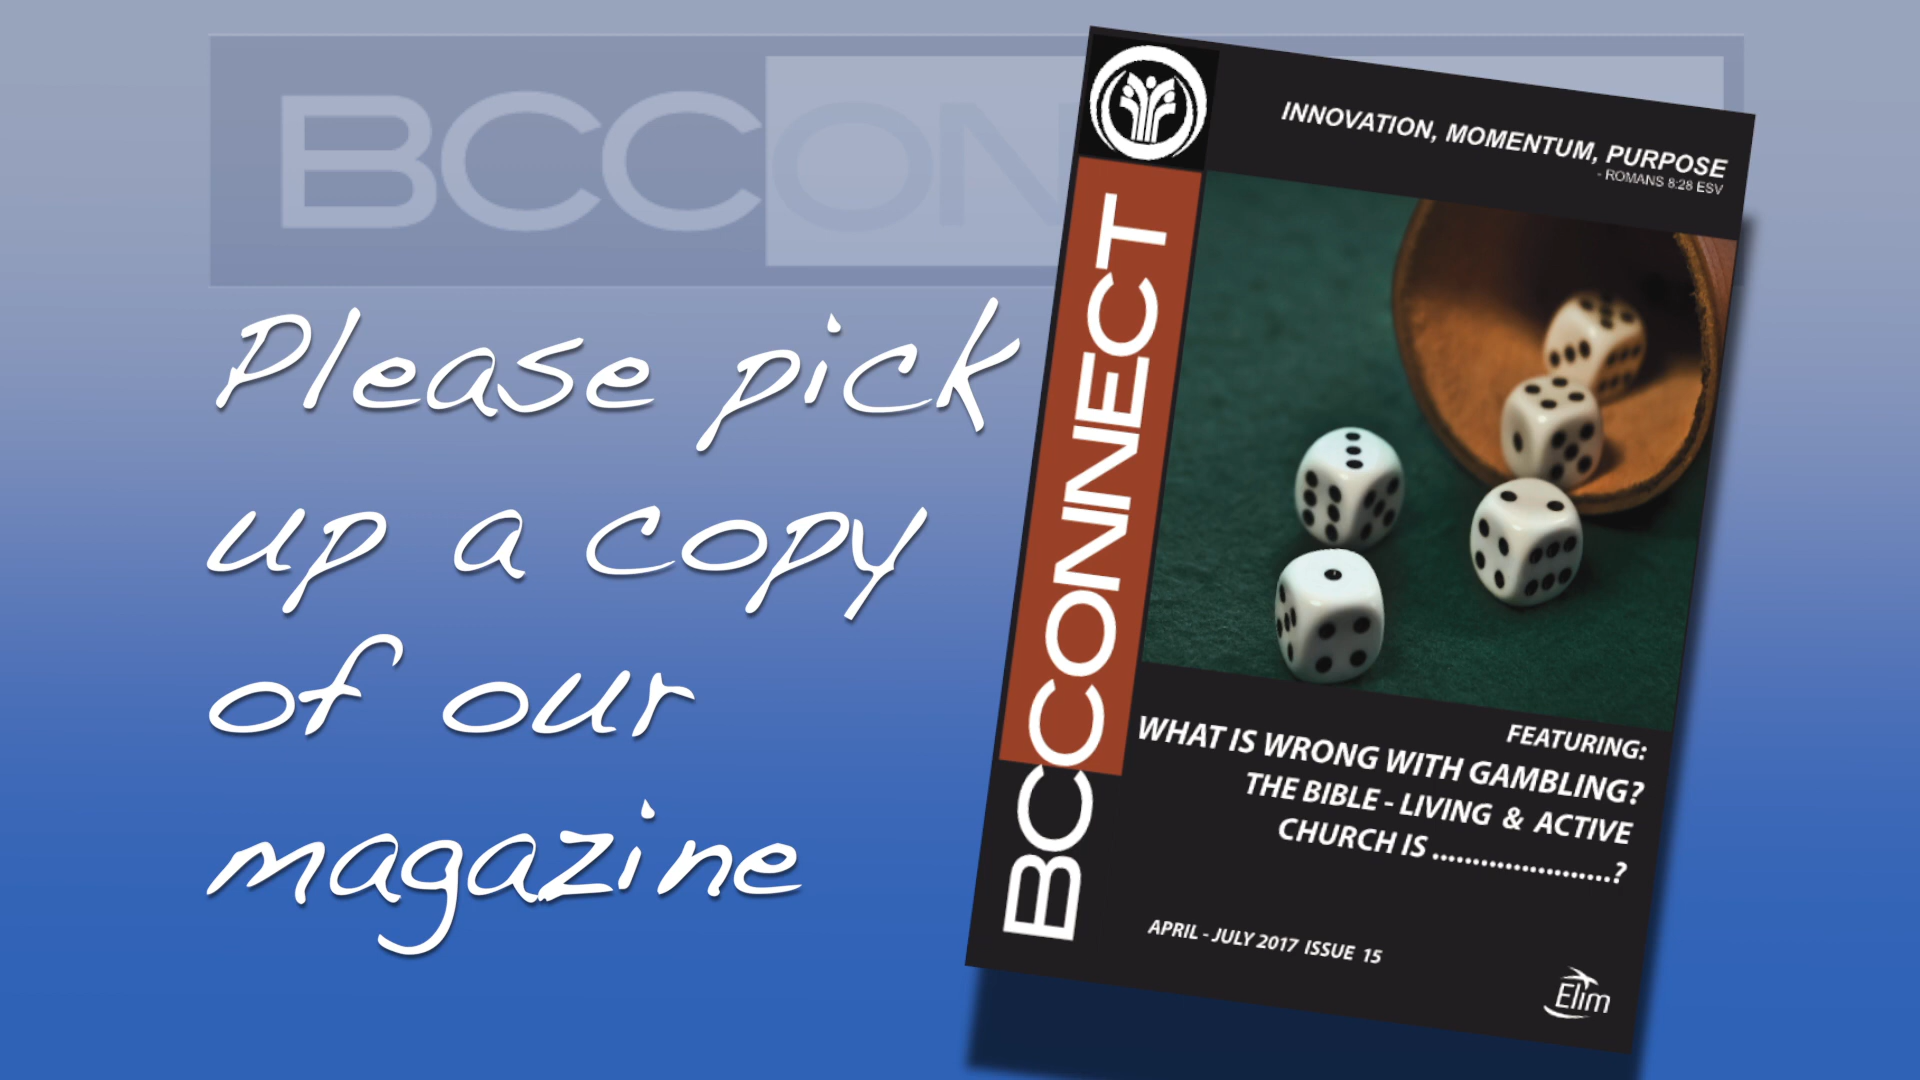 BCCON
Please pick
up a copy
of our
magazine
INNOVATION, MOMENTUM, PURPOSE
- ROMANS 8:28 ESV
BCCONNECT
FEATURING:
WHAT IS WRONG WITH GAMBLING?
THE BIBLE - LIVING & ACTIVE
CHURCH IS ......................?
APRIL - JULY 2017 ISSUE 15
Elim